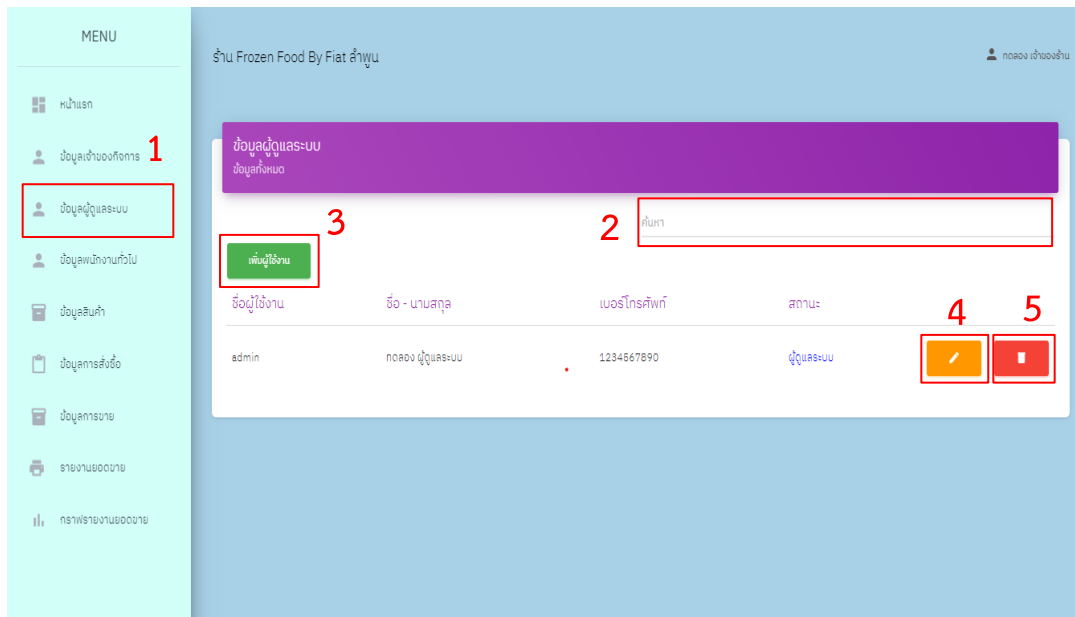 MENU
หน้าแรก
ข้อมูลเจ้าของกิจการ
1
ข้อมูลผู้ดูแลระบบ
ข้อมูลพนักงานทั่วไป
ข้อมูลสินค้า
ข้อมูลการสั่งซื้อ
ข้อมูลการขาย
รายงานยอดขาย
กราฟรายงานยอดขาย
ร้าน Frozen Food By Fiat ลำพูน
ทดลอง เจ้าของร้าน
ข้อมูลผู้ดูแลระบบ
ข้อมูลทั้งหมด
3
2
ค้นหา
เพิ่มผู้ใช้งาน
ชื่อผู้ใช้งาน ชื่อ - นามสกุล เบอร์โทรศัพท์ สถานะ
4 5
admin ทดลอง ผู้ดูแลระบบ 1234567890 ผู้ดูแลระบบ